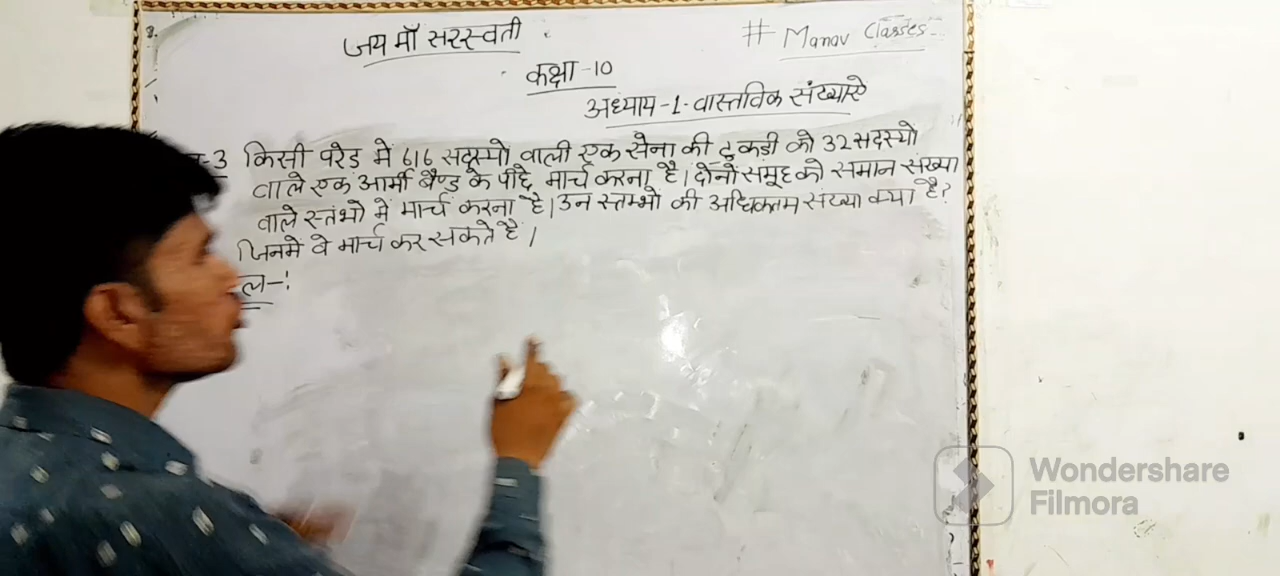 जय माँ सरस्वती
# Manav Classes
कक्षा -10
अध्याय -1. वास्तविक संख्याऐ
-3 किसी परेड में 616 सदस्यो वाली एक सेना की टुकडी को 32 सदस्यो
वाले एक आर्मी बैण्ड के पीछे मार्च करना है। दोनों समूह को समान संख्या
वाले स्तंभो में मार्च करना है। उन स्तम्भो की अधिकतम संख्या क्या है?
जिनमे वे मार्च कर सकते है।
ल-:
Wondershare
Filmora